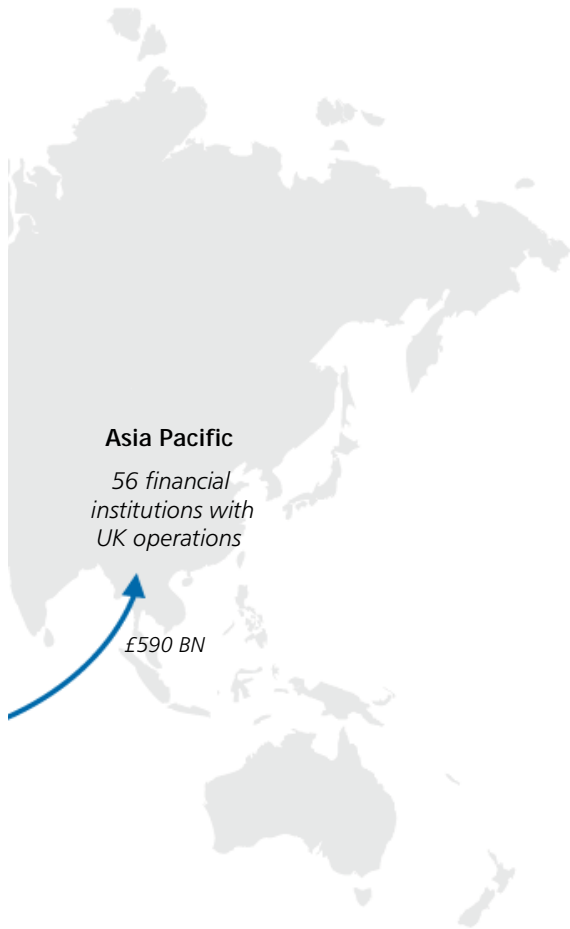 Asia Pacific
56 financial
institutions with
UK operations
£590 BN